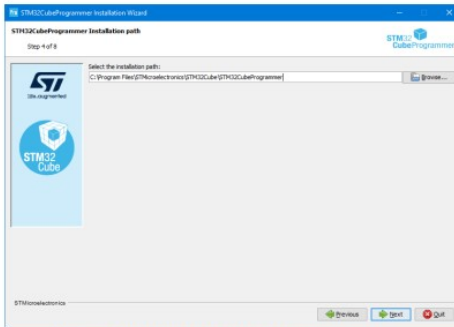 STM32CubeProgrammer Installation Wizard
STM32CubeProgrammer Installation path
Step 4 of 8
STM32
CubeProgrammer
Select the installation path:
C:\Program Files\STMicroelectronics\STM32Cube\STM32CubeProgrammer
Browse...
life.augmented
STM32
Cube
STMicroelectronics
Previous
Next
Quit